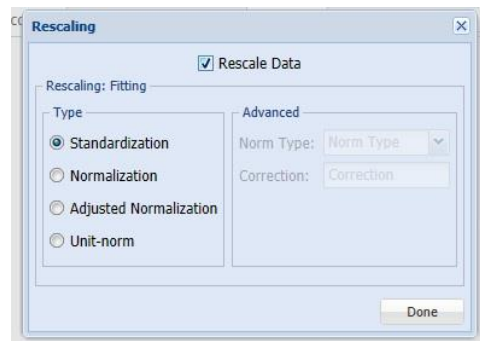 Rescaling
Rescale Data
Rescaling: Fitting
Type
Standardization
Normalization
Adjusted Normalization
Unit-norm
Advanced
Norm Type: Norm Type
Correction: Correction
Done